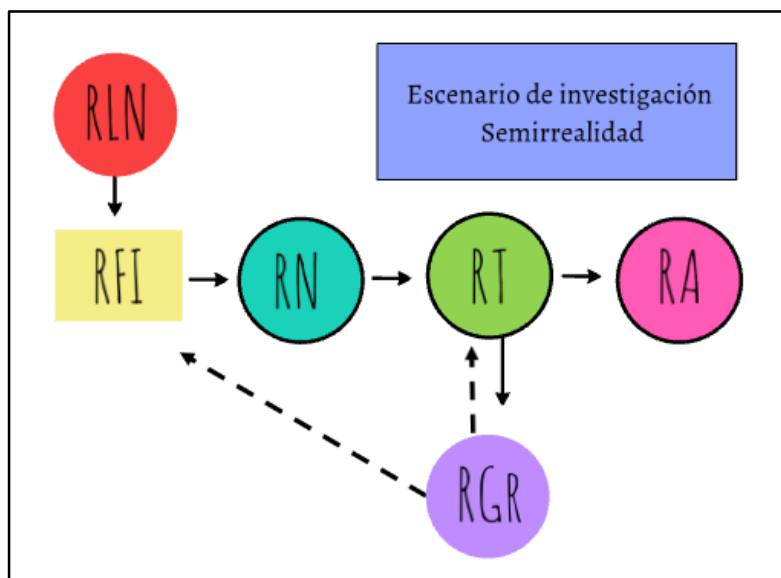 RLN
Escenario de investigación
Semirrealidad
RFI
RN
RT
RA
RGR